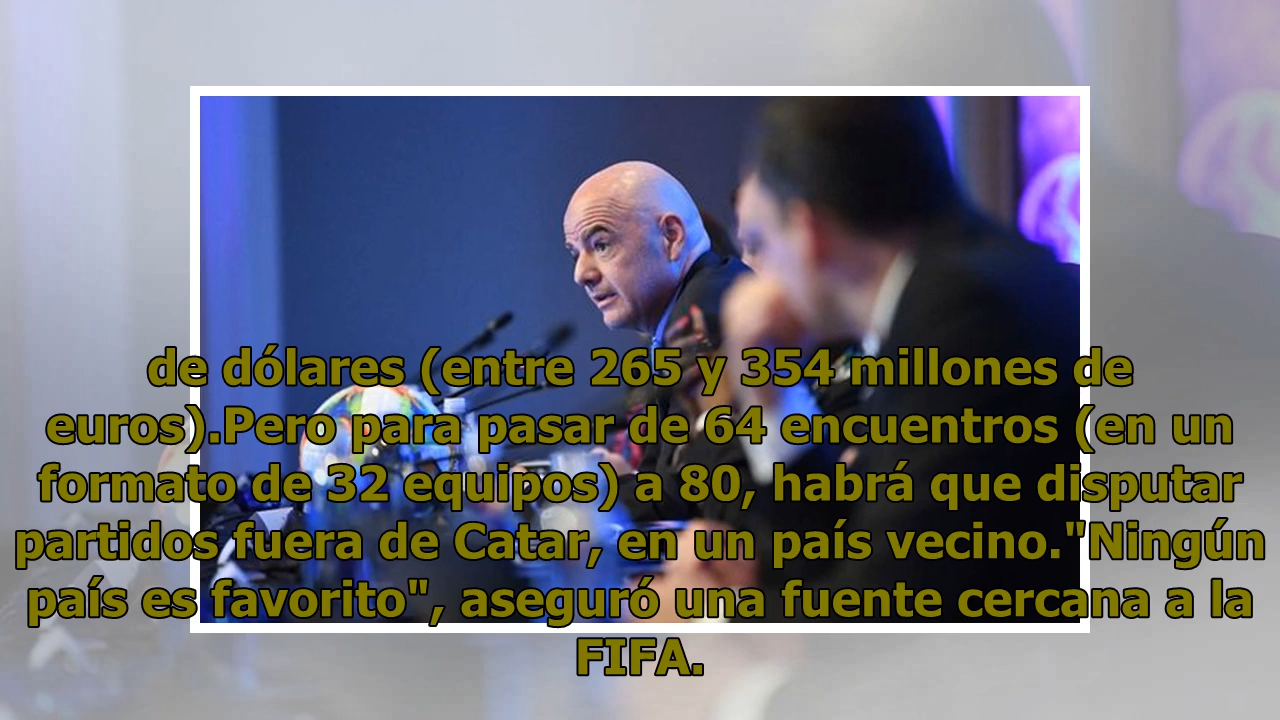 de dólares (entre 265 y 354 millones de
euros).Pero para pasar de 64 encuentros (en un
formato de 32 equipos) a 80, habrá que disputar
partidos fuera de Catar, en un país vecino."Ningún
país es favorito", aseguró una fuente cercana a la
FIFA.